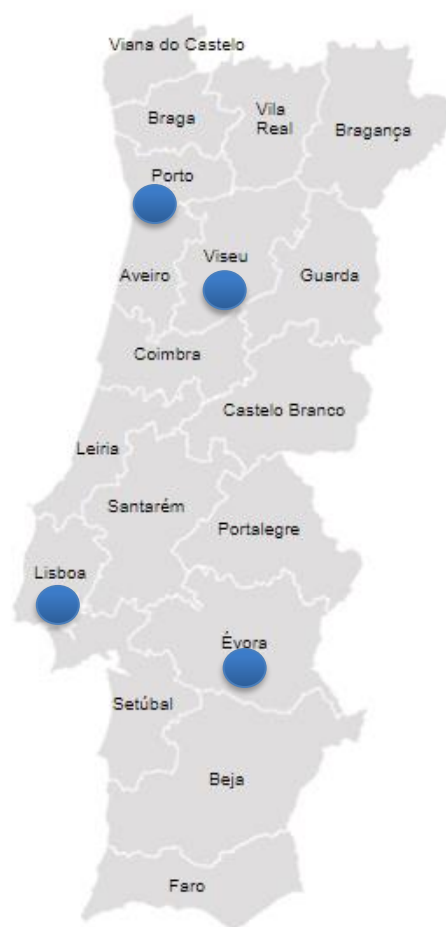 Viana do Castelo
Braga
Vila
Real
Bragança
Porto
Viseu
Aveiro
Guarda
Coimbra
Castelo Branco
Leiria
Santarém
Portalegre
Lisboa
Évora
Setúbal
Beja
Faro